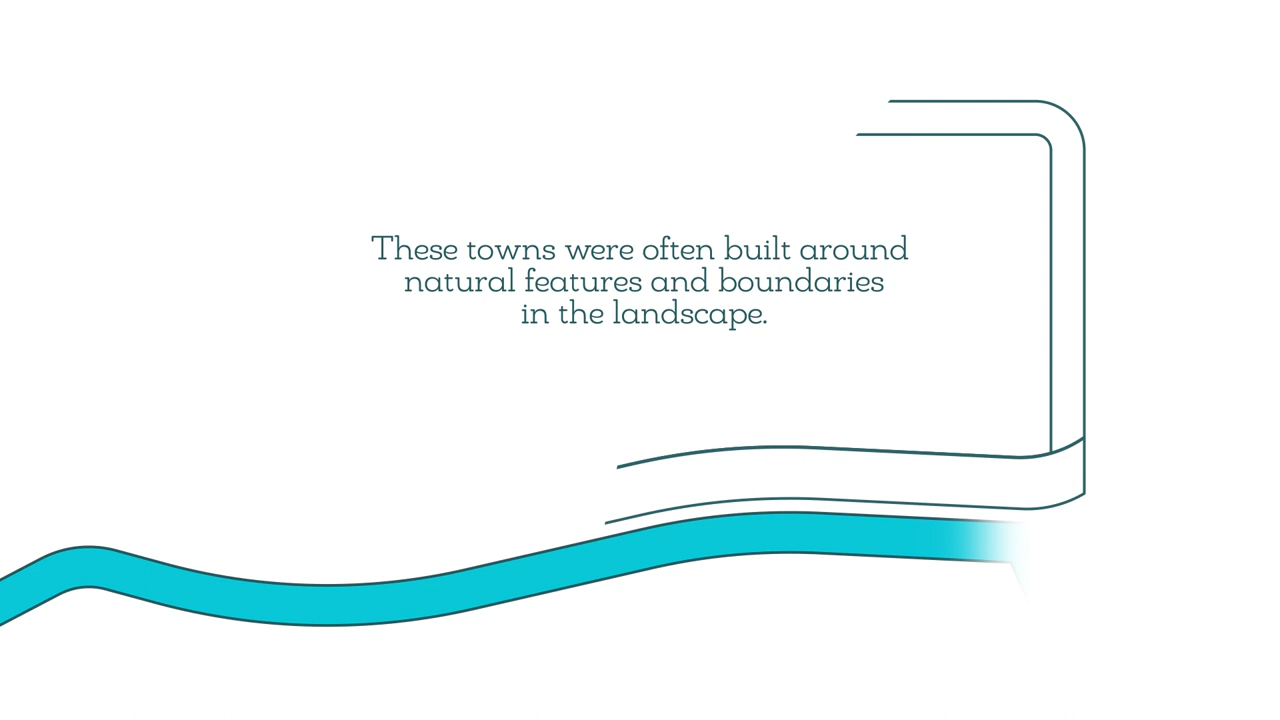 These towns were often built around
natural features and boundaries
in the landscape.